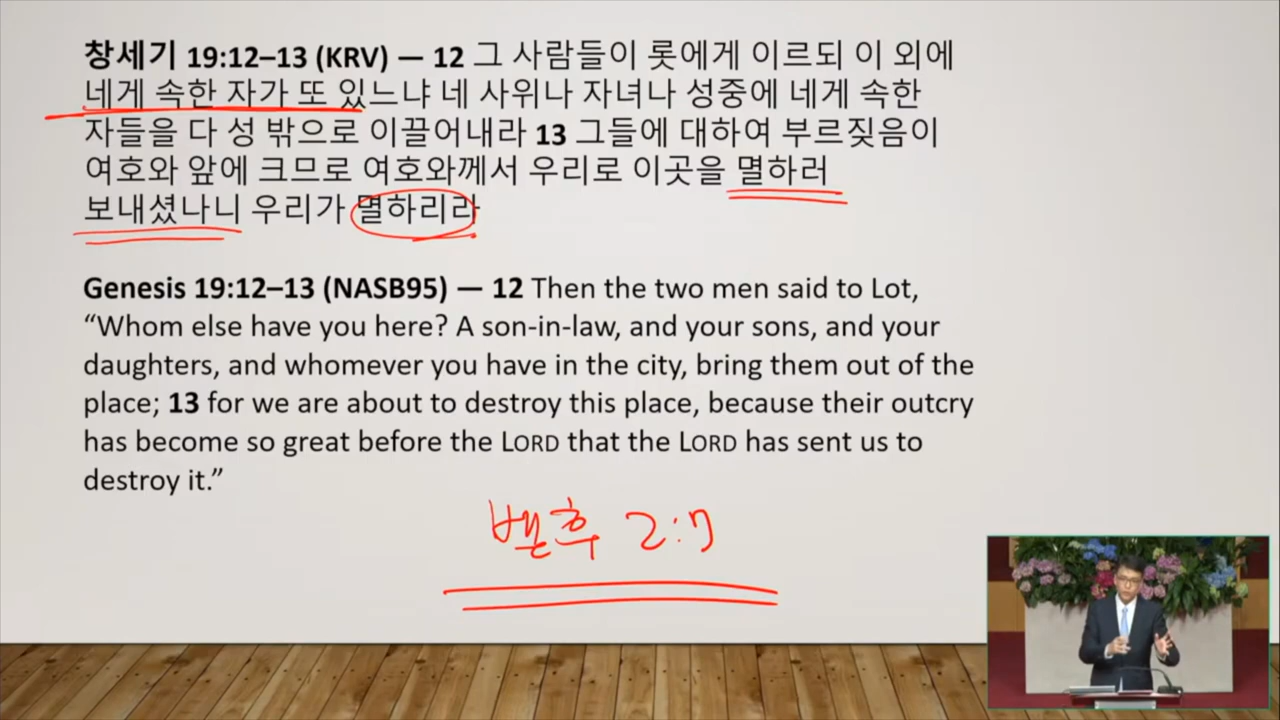 창세기 19:12–13 (KRV) — 12 그 사람들이 롯에게 이르되 이 외에
네게 속한 자가 또 있느냐 네 사위나 자녀나 성중에 네게 속한
자들을 다 성 밖으로 이끌어내라 13 그들에 대하여 부르짖음이
여호와 앞에 크므로 여호와께서 우리로 이곳을 멸하러
보내셨나니 우리가 멸하리라
Genesis 19:12–13 (NASB95) — 12 Then the two men said to Lot,
“Whom else have you here? A son-in-law, and your sons, and your
daughters, and whomever you have in the city, bring them out of the
place; 13 for we are about to destroy this place, because their outcry
has become so great before the LORD that the LORD has sent us to
destroy it.”
벧후 2:7